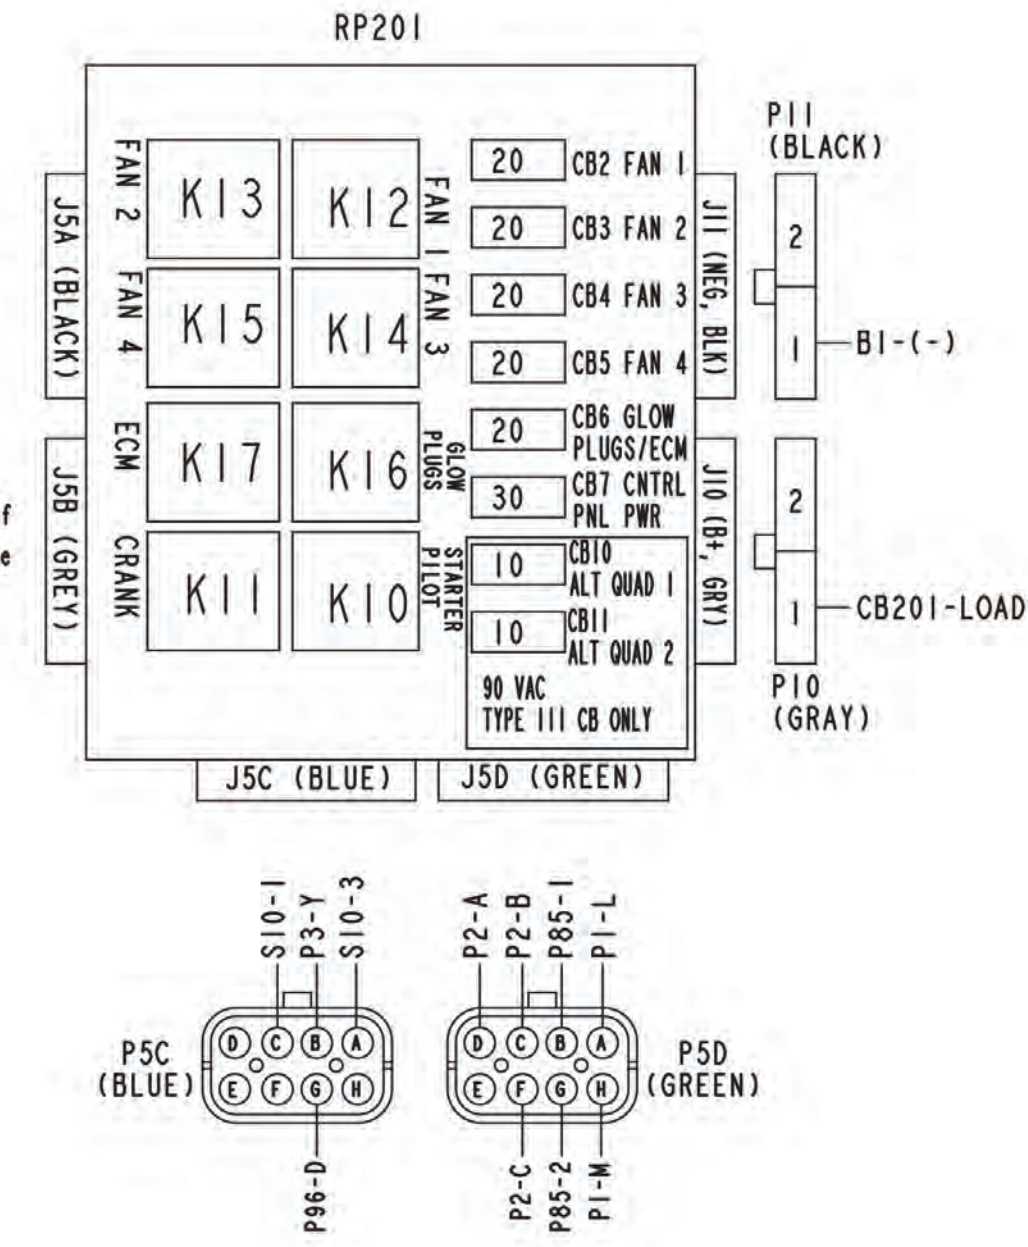 RP201
FAN 2
K13
K12
FAN 1
FAN 4
K15
K14
FAN 3
ECM
K17
K16
GLOW
PLUGS
CRANK
K11
K10
STARTER
PILOT
J5A (BLACK)
J5B (GREY)
f
e
20 CB2 FAN 1
20 CB3 FAN 2
20 CB4 FAN 3
20 CB5 FAN 4
20 CB6 GLOW
PLUGS/ECM
30 CB7 CNTRL
PNL PWR
10 CB10
ALT QUAD 1
10 CB11
ALT QUAD 2
90 VAC
TYPE III CB ONLY
J11 (NEG, BLK)
J10 (B+, GRY)
P11
(BLACK)
2
1
B1-(-)
2
1
CB201-LOAD
P10
(GRAY)
J5C (BLUE)
J5D (GREEN)
S10-1
P3-Y
S10-3
P5C
(BLUE)
D C B A
E F G H
P96-D
P2-A
P2-B
P85-1
P1-L
D C B A
E F G H
P5D
(GREEN)
P2-C
P85-2
P1-M